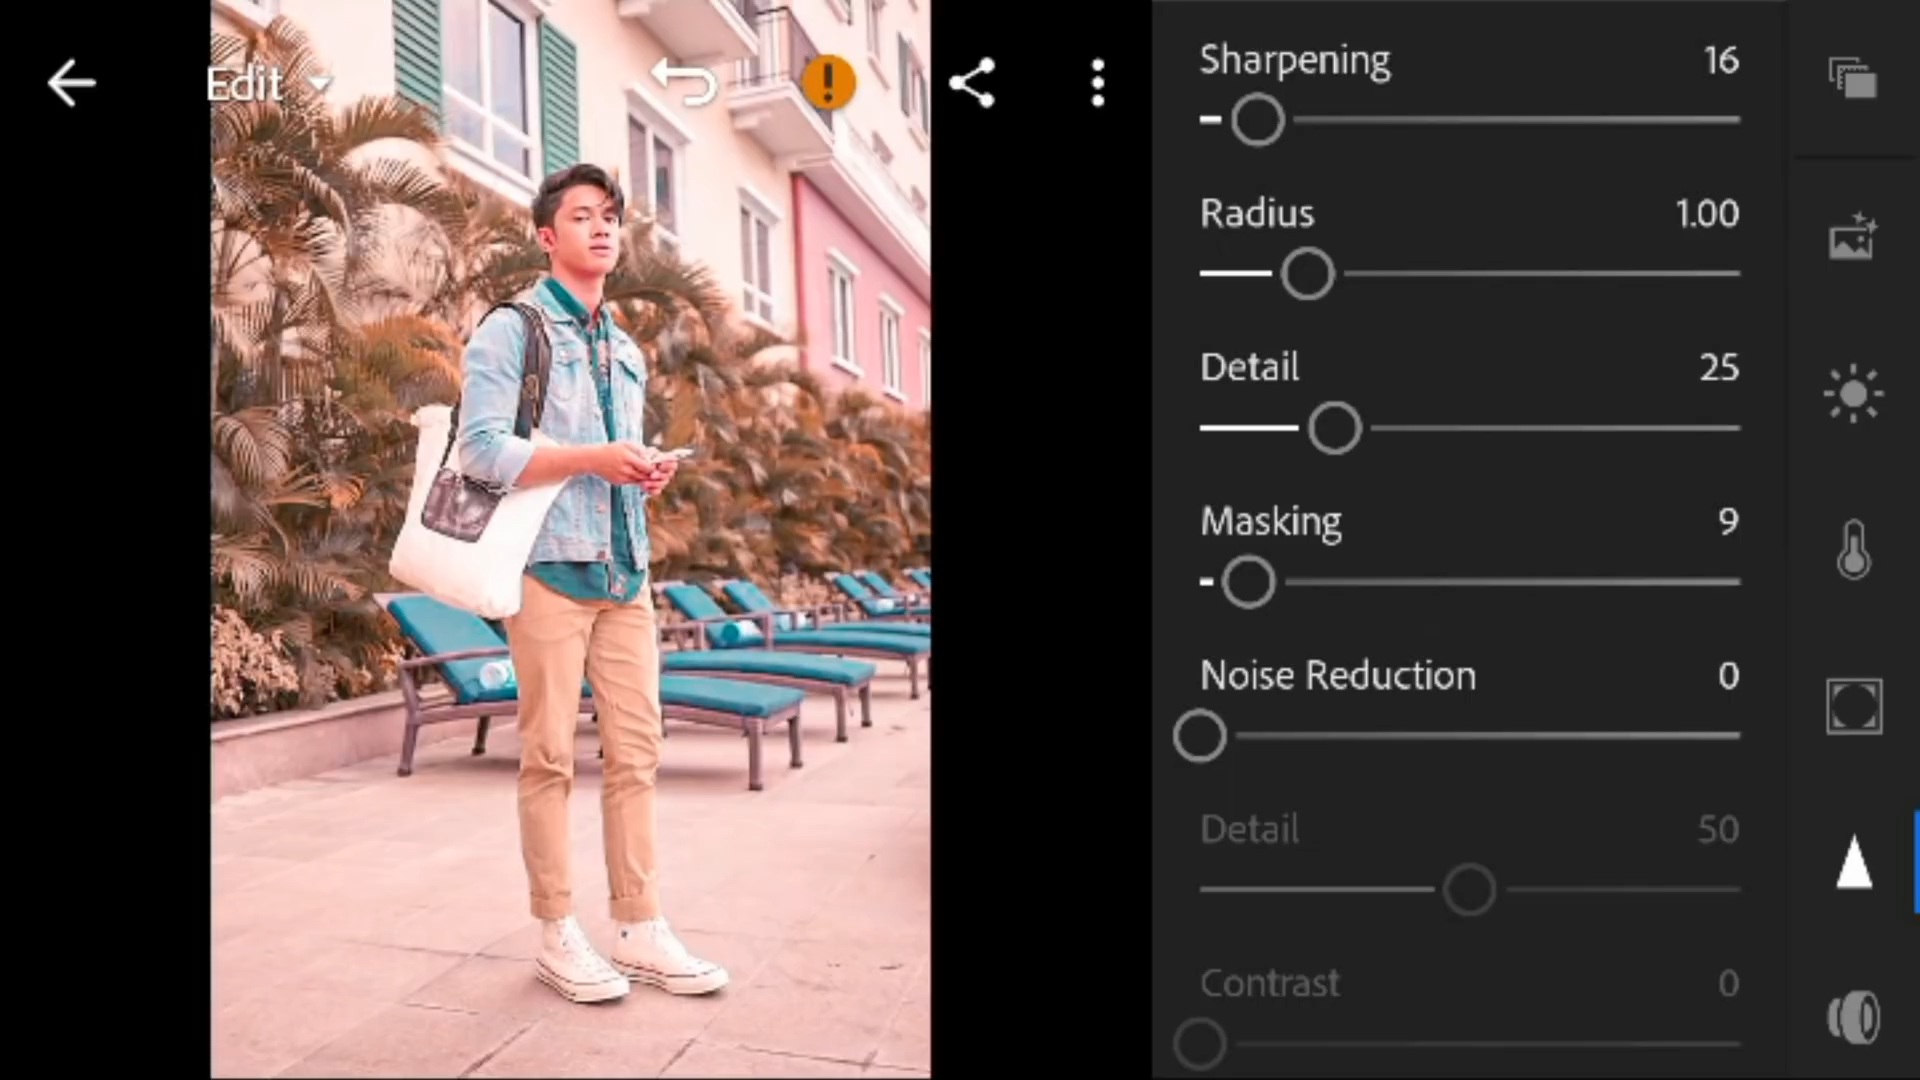 Edit
Sharpening 16
Radius 1.00
Detail 25
Masking 9
Noise Reduction 0
Detail 50
Contrast 0